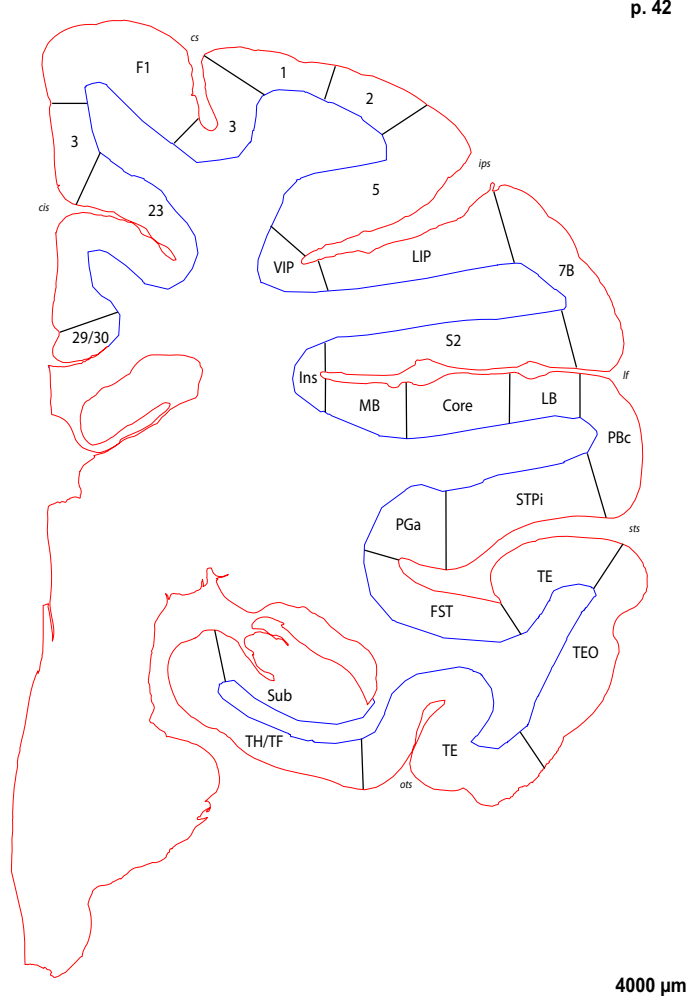 p. 42
cs
F1
1
2
3
3
ips
5
cis
23
VIP
LIP
7B
29/30
S2
lf
Ins
MB
Core
LB
PBc
STPi
PGa
sts
TE
FST
TEO
Sub
TH/TF
TE
ots
4000 µm